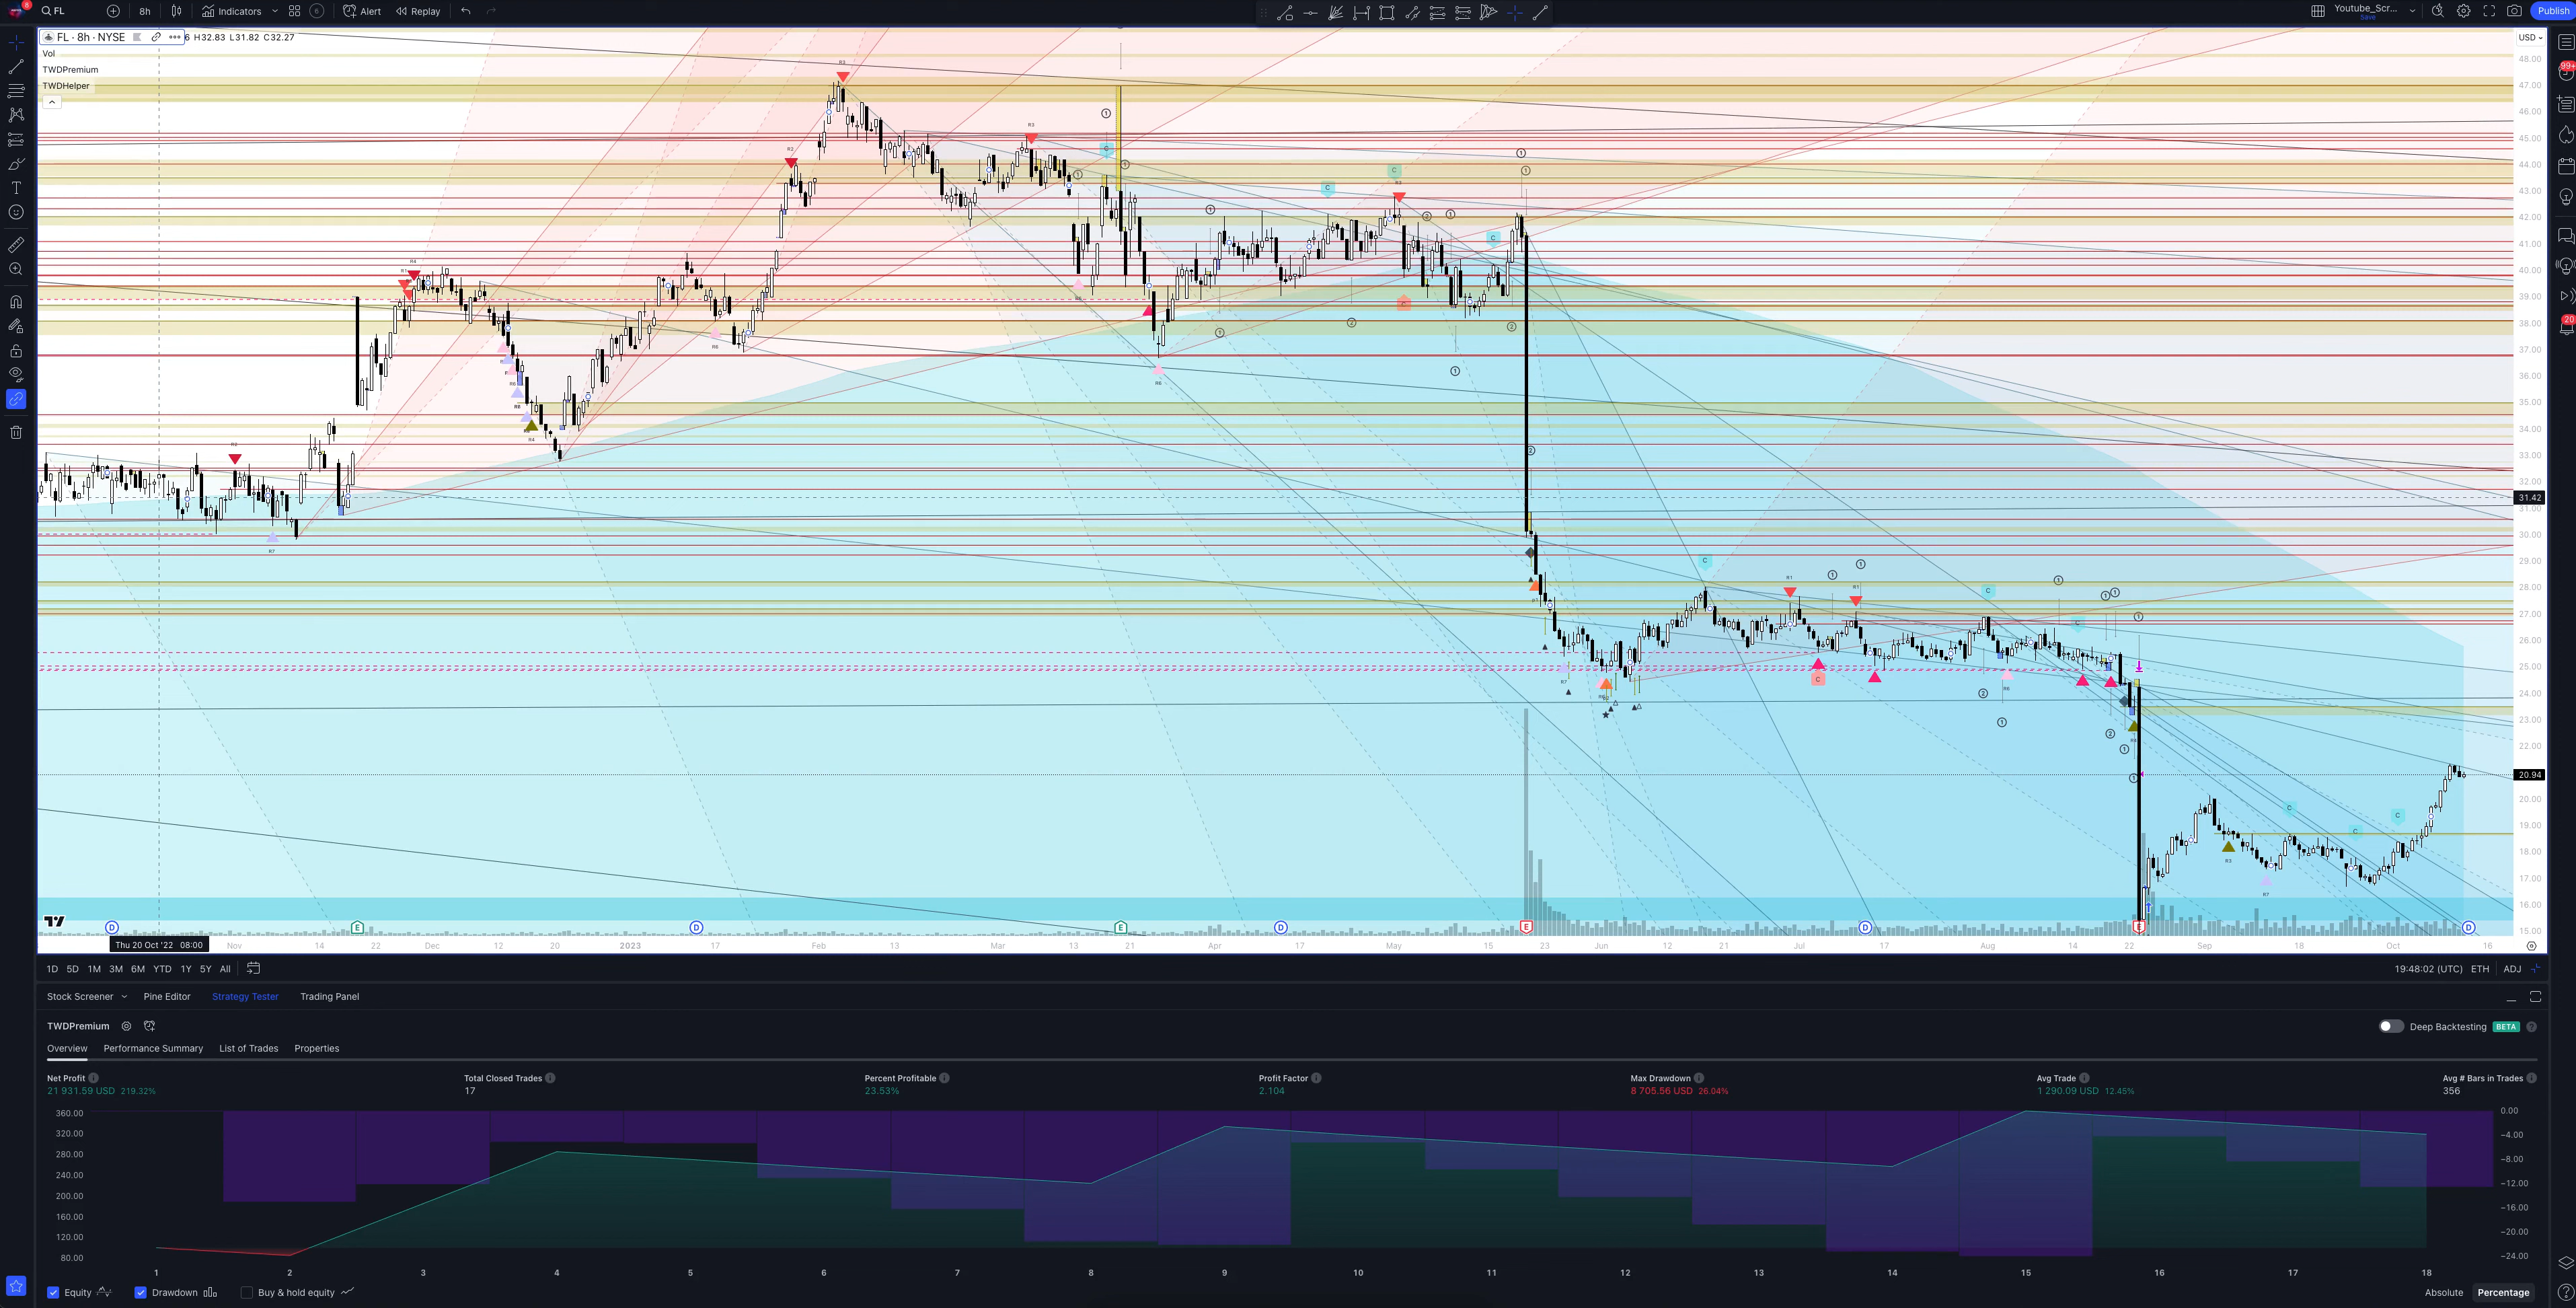 8
FL
8h
Indicators
Alert
Replay
Youtube_Scr...
Save
Publish
FL · 8h · NYSE
6 H32.83 L31.82 C32.27
USD
Vol
TWDPremium
TWDHelper
48.00
47.00
46.00
45.00
44.00
43.00
42.00
41.00
40.00
39.00
38.00
37.00
36.00
35.00
34.00
33.00
32.00
31.42
31.00
30.00
29.00
28.00
27.00
26.00
25.00
24.00
23.00
22.00
20.94
20.00
19.00
18.00
17.00
16.00
15.00
99+
20
Thu 20 Oct '22 08:00
Nov 14 22 Dec 12 20 2023 17 Feb 13 Mar 13 21 Apr 17 May 15 23 Jun 12 21 Jul 17 Aug 14 22 Sep 18 Oct 16
1D 5D 1M 3M 6M YTD 1Y 5Y All
19:48:02 (UTC) ETH ADJ
Stock Screener Pine Editor Strategy Tester Trading Panel
TWDPremium
Deep Backtesting BETA
Overview Performance Summary List of Trades Properties
Net Profit
21 931.59 USD 219.32%
Total Closed Trades
17
Percent Profitable
23.53%
Profit Factor
2.104
Max Drawdown
8 705.56 USD 26.04%
Avg Trade
1 290.09 USD 12.45%
Avg # Bars in Trades
356
360.00
320.00
280.00
240.00
200.00
160.00
120.00
80.00
0.00
−4.00
−8.00
−12.00
−16.00
−20.00
−24.00
1 2 3 4 5 6 7 8 9 10 11 12 13 14 15 16 17 18
Equity Drawdown Buy & hold equity
Absolute Percentage